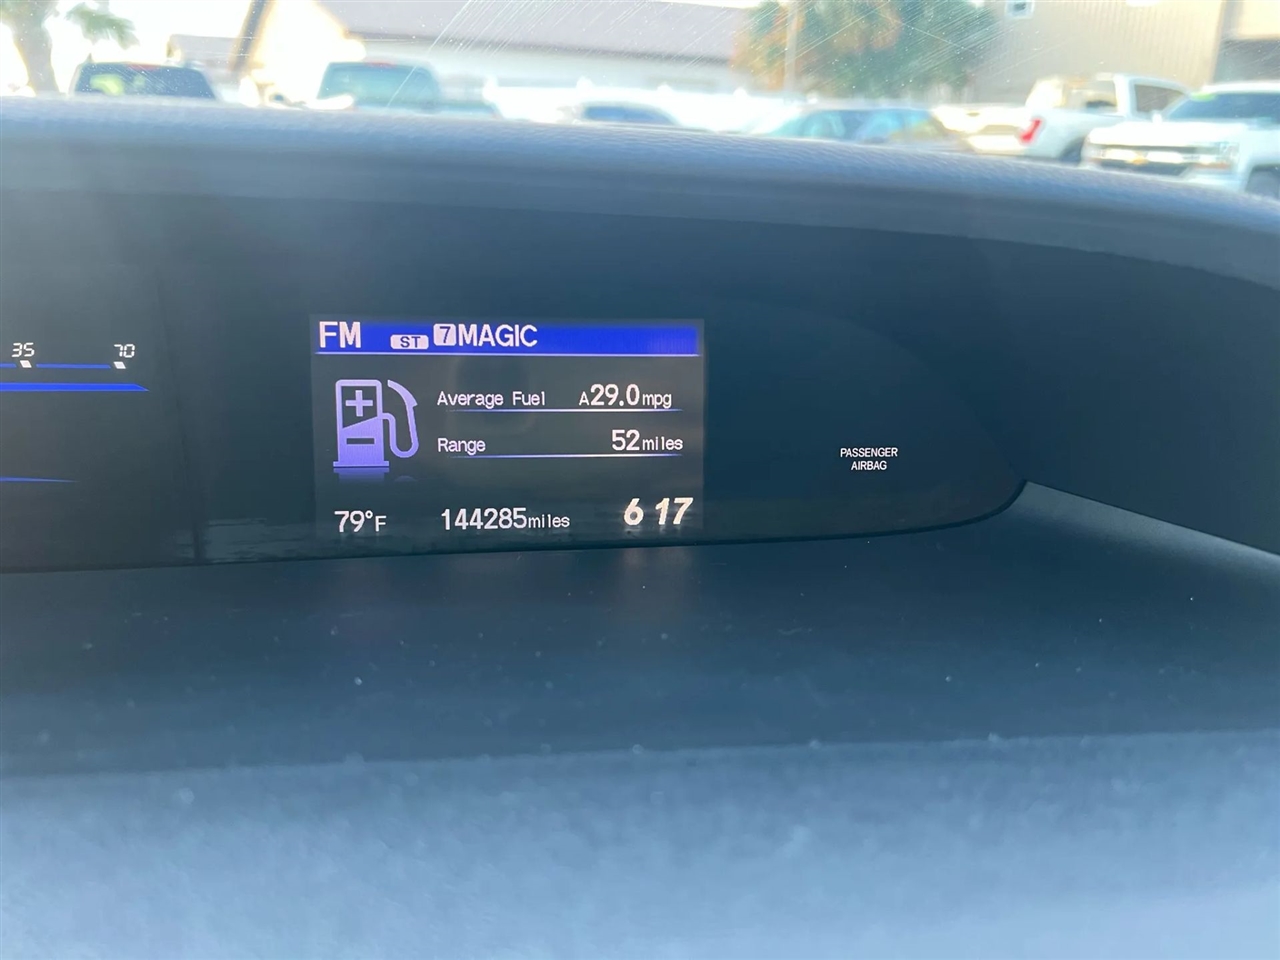 35 70
FM ST 7 MAGIC
Average Fuel A29.0mpg
Range 52miles
79°F 144285miles 6 17
PASSENGER
AIRBAG